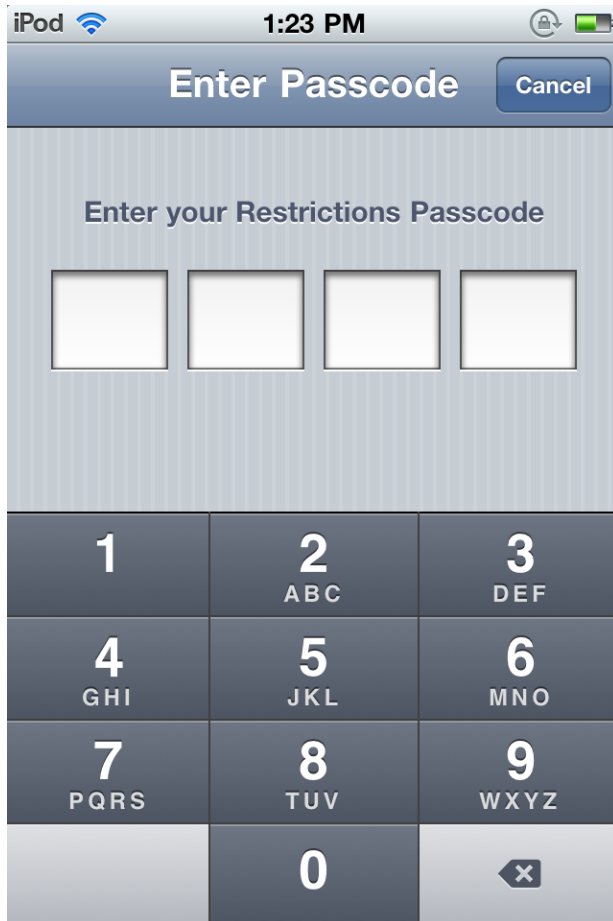 iPod 1:23 PM
Enter Passcode Cancel
Enter your Restrictions Passcode
1 2 3
ABC DEF
4 5 6
GHI JKL MNO
7 8 9
PQRS TUV WXYZ
0